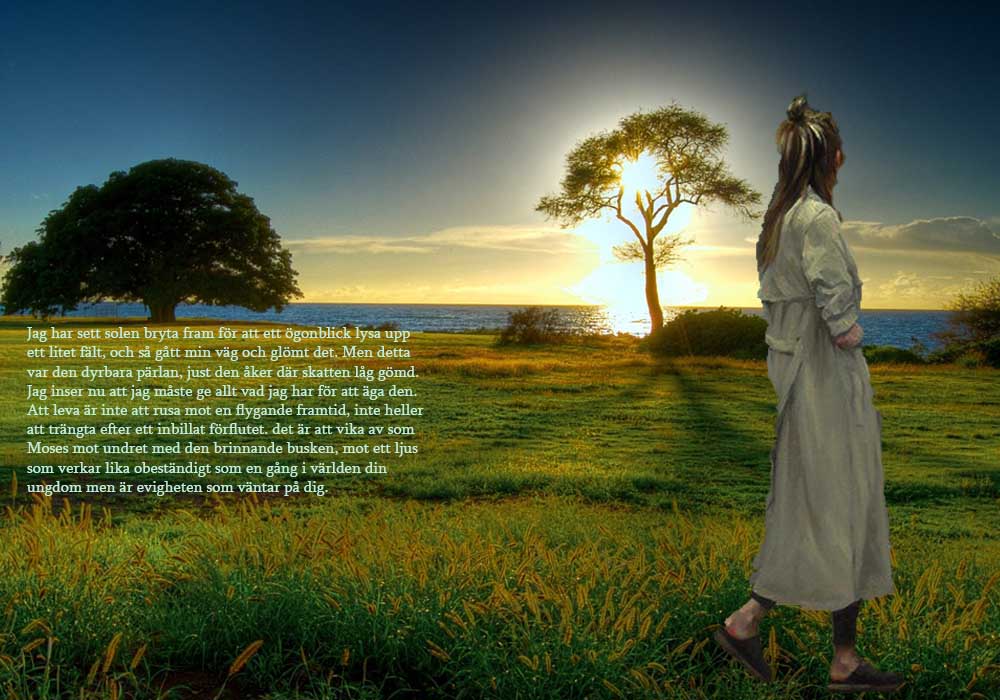 Jag har sett solen bryta fram för att ett ögonblick lysa upp
ett litet fält, och så gått min väg och glömt det. Men detta
var den dyrbara pärlan, just den åker där skatten låg gömd.
Jag inser nu att jag måste ge allt vad jag har för att äga den.
Att leva är inte att rusa mot en flygande framtid, inte heller
att trängta efter ett inbillat förflutet. det är att vika av som
Moses mot undret med den brinnande busken, mot ett ljus
som verkar lika obeständigt som en gång i världen din
ungdom men är evigheten som väntar på dig.